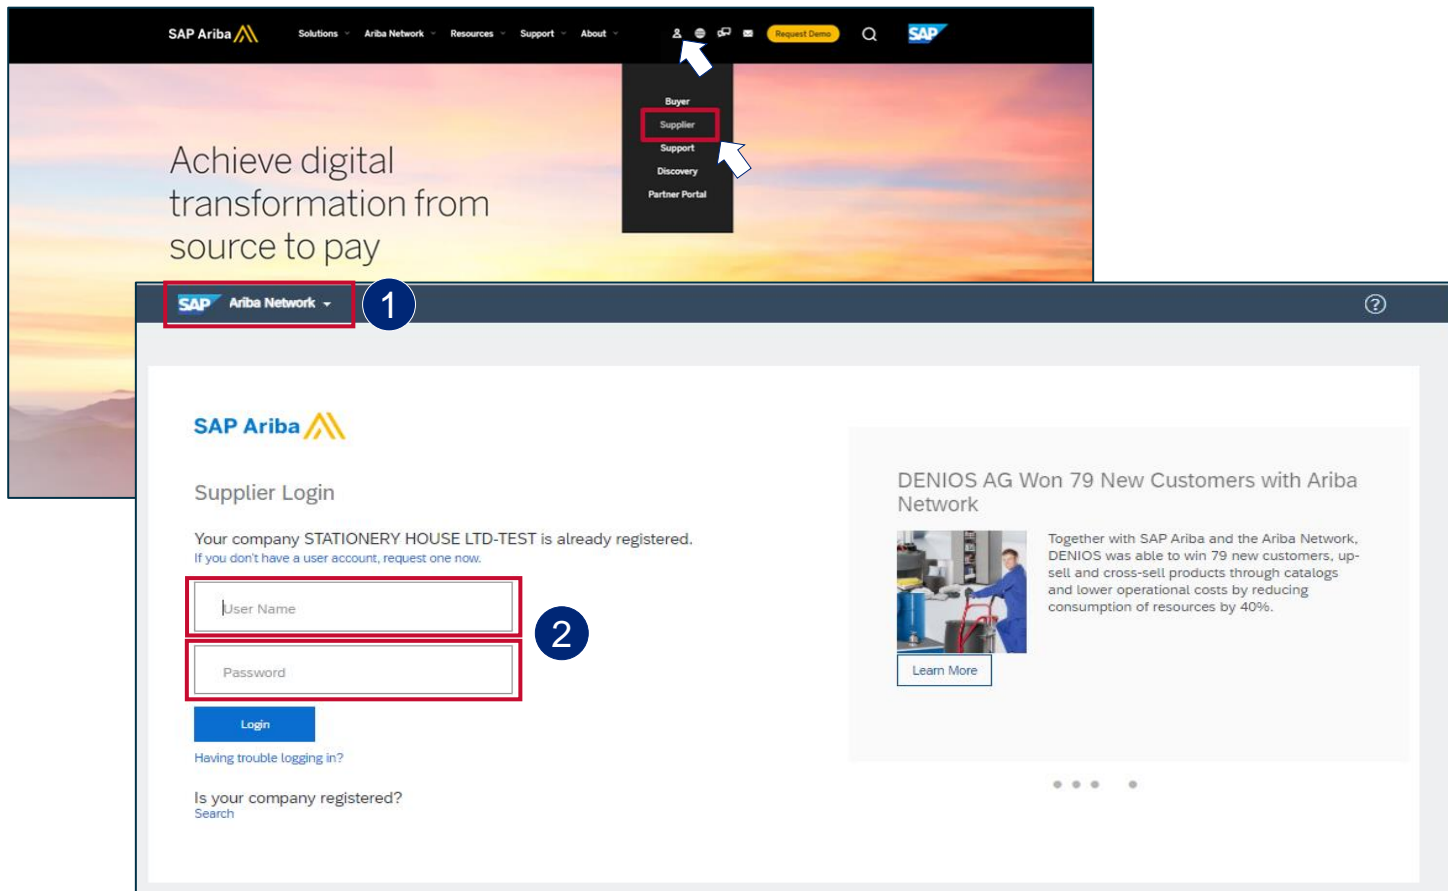 SAP Ariba
Solutions
Ariba Network
Resources
Support
About
Request Demo
SAP
Buyer
Supplier
Support
Discovery
Partner Portal
Achieve digital
transformation from
source to pay
SAP Ariba Network
1
?
SAP Ariba
Supplier Login
Your company STATIONERY HOUSE LTD-TEST is already registered.
If you don't have a user account, request one now.
User Name
Password
2
Login
Having trouble logging in?
Is your company registered?
Search
DENIOS AG Won 79 New Customers with Ariba
Network
Together with SAP Ariba and the Ariba Network,
DENIOS was able to win 79 new customers, up-
sell and cross-sell products through catalogs
and lower operational costs by reducing
consumption of resources by 40%.
Learn More